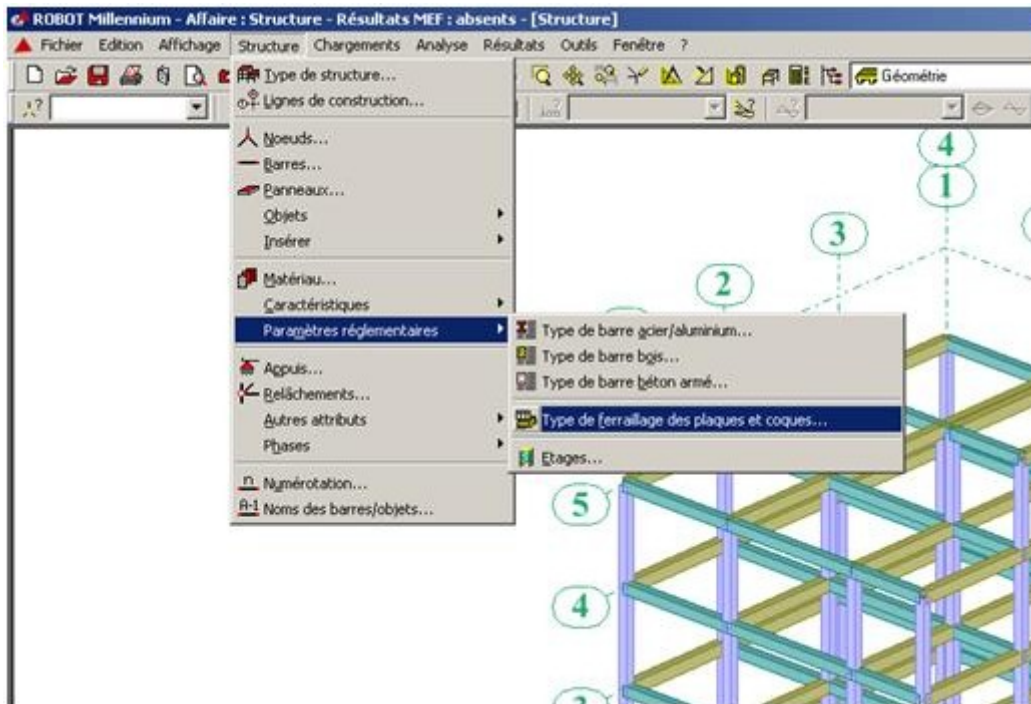 ROBOT Millennium - Affaire : Structure - Résultats MEF : absents - [Structure]
Fichier Edition Affichage Structure Chargements Analyse Résultats Outils Fenêtre ?
Géométrie
Type de structure...
Lignes de construction...
Noeuds...
Barres...
Panneaux...
Objets
Insérer
Matériau...
Caractéristiques
Paramètres réglementaires
Appuis...
Relâchements...
Autres attributs
Phases
Numérotation...
Noms des barres/objets...
Type de barre acier/aluminium...
Type de barre bois...
Type de barre béton armé...
Type de ferraillage des plaques et coques...
Etages...
4
1
3
2
5
4
3